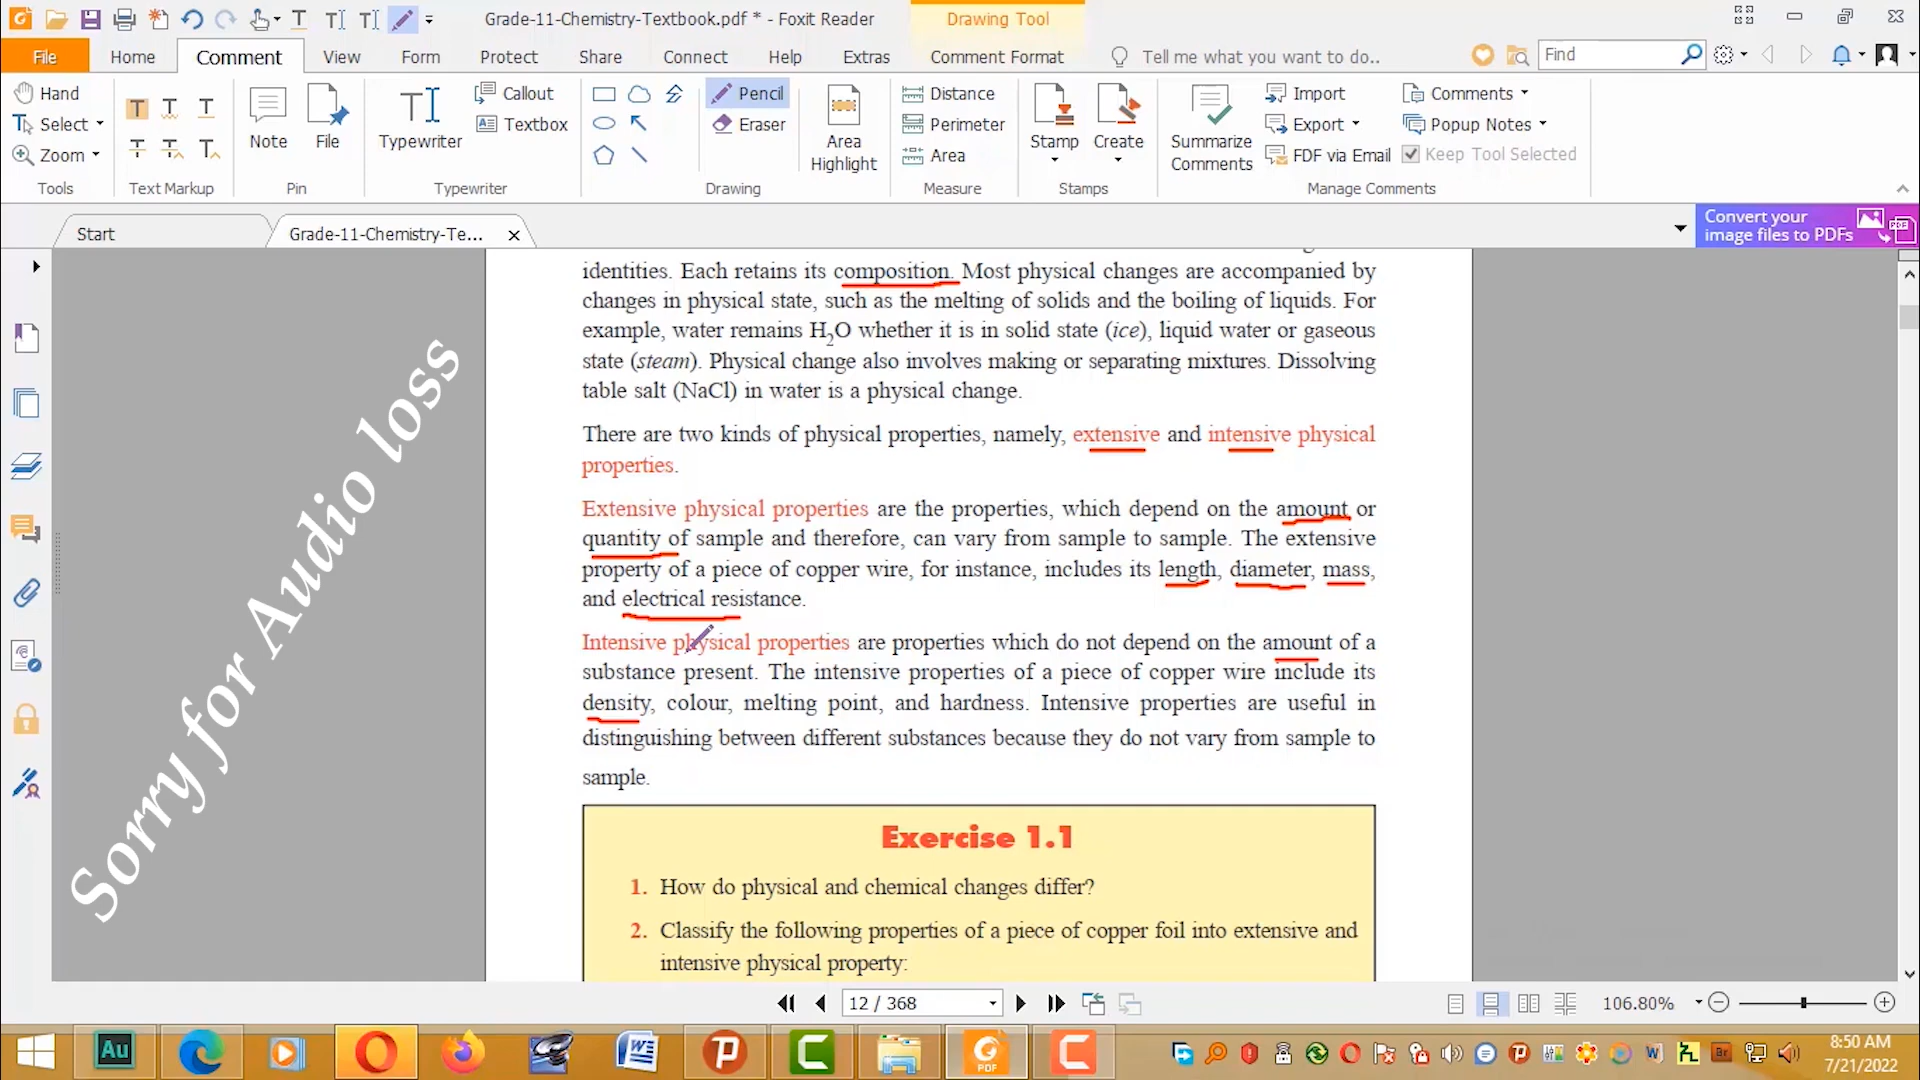 Grade-11-Chemistry-Textbook.pdf * - Foxit Reader
Drawing Tool
File Home Comment View Form Protect Share Connect Help Extras Comment Format Tell me what you want to do.. Find
Hand
Select
Zoom
Tools
Text Markup
Note
File
Pin
Typewriter
Callout
Textbox
Typewriter
Pencil
Eraser
Drawing
Area
Highlight
Distance
Perimeter
Area
Measure
Stamp
Create
Stamps
Summarize
Comments
Import
Export
FDF via Email
Comments
Popup Notes
Keep Tool Selected
Manage Comments
Start
Grade-11-Chemistry-Te...
Convert your
image files to PDFs
Sorry for Audio loss
identities. Each retains its composition. Most physical changes are accompanied by
changes in physical state, such as the melting of solids and the boiling of liquids. For
example, water remains H₂O whether it is in solid state (ice), liquid water or gaseous
state (steam). Physical change also involves making or separating mixtures. Dissolving
table salt (NaCl) in water is a physical change.
There are two kinds of physical properties, namely, extensive and intensive physical
properties.
Extensive physical properties are the properties, which depend on the amount or
quantity of sample and therefore, can vary from sample to sample. The extensive
property of a piece of copper wire, for instance, includes its length, diameter, mass,
and electrical resistance.
Intensive physical properties are properties which do not depend on the amount of a
substance present. The intensive properties of a piece of copper wire include its
density, colour, melting point, and hardness. Intensive properties are useful in
distinguishing between different substances because they do not vary from sample to
sample.
Exercise 1.1
1. How do physical and chemical changes differ?
2. Classify the following properties of a piece of copper foil into extensive and
intensive physical property:
12 / 368
106.80%
Au
PDF
8:50 AM
7/21/2022